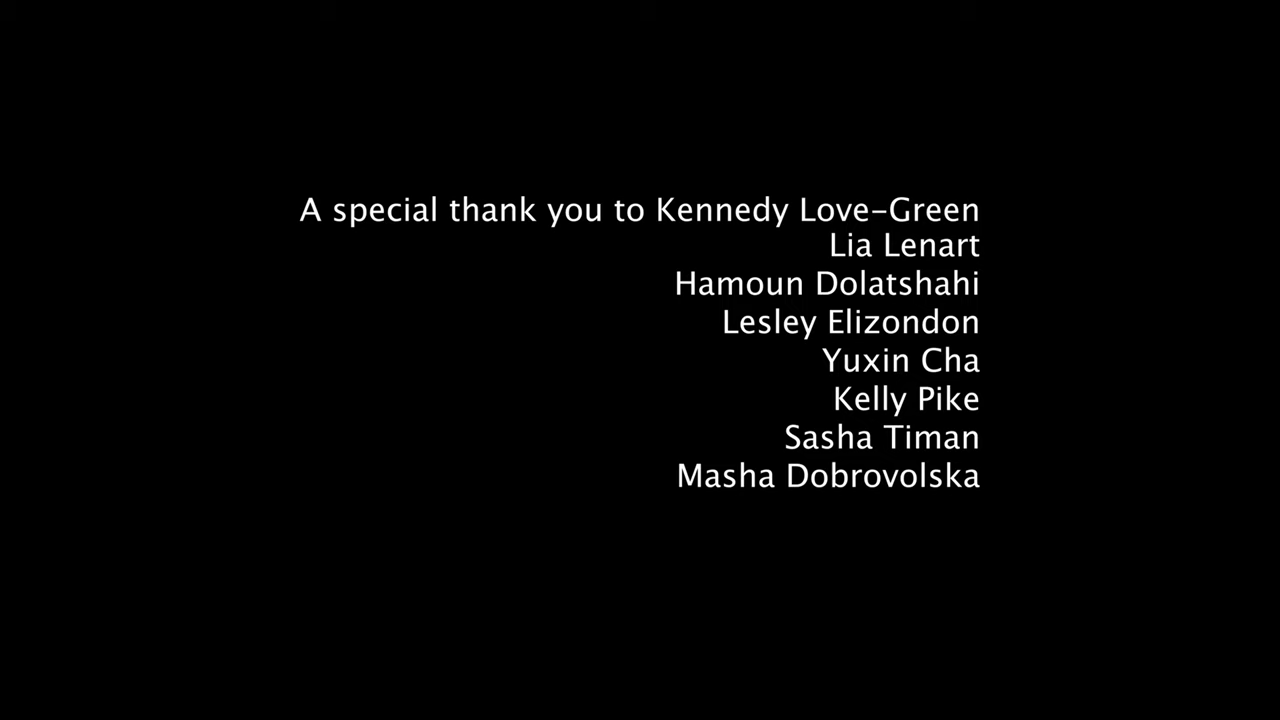 A special thank you to Kennedy Love-Green
Lia Lenart
Hamoun Dolatshahi
Lesley Elizondon
Yuxin Cha
Kelly Pike
Sasha Timan
Masha Dobrovolska